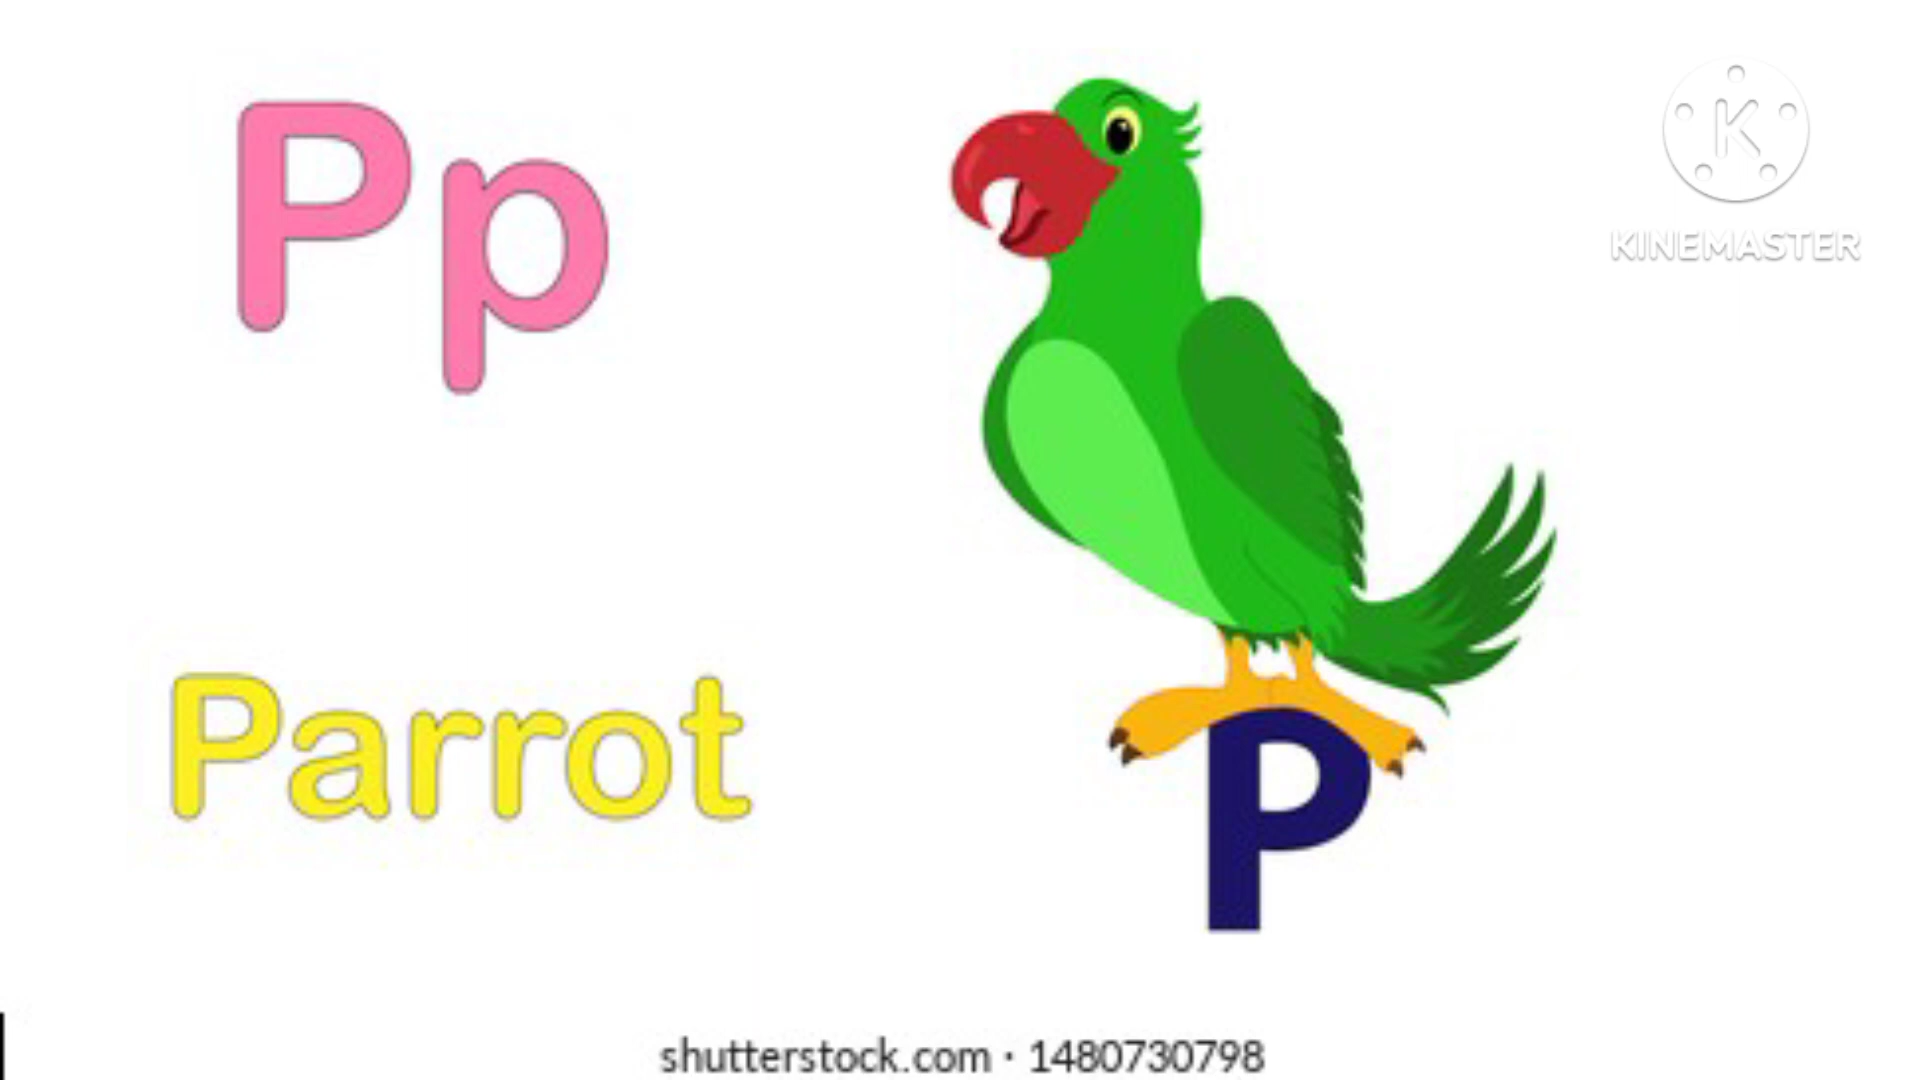 Pp
K
KINEMASTER
Parrot
P
shutterstock.com · 1480730798